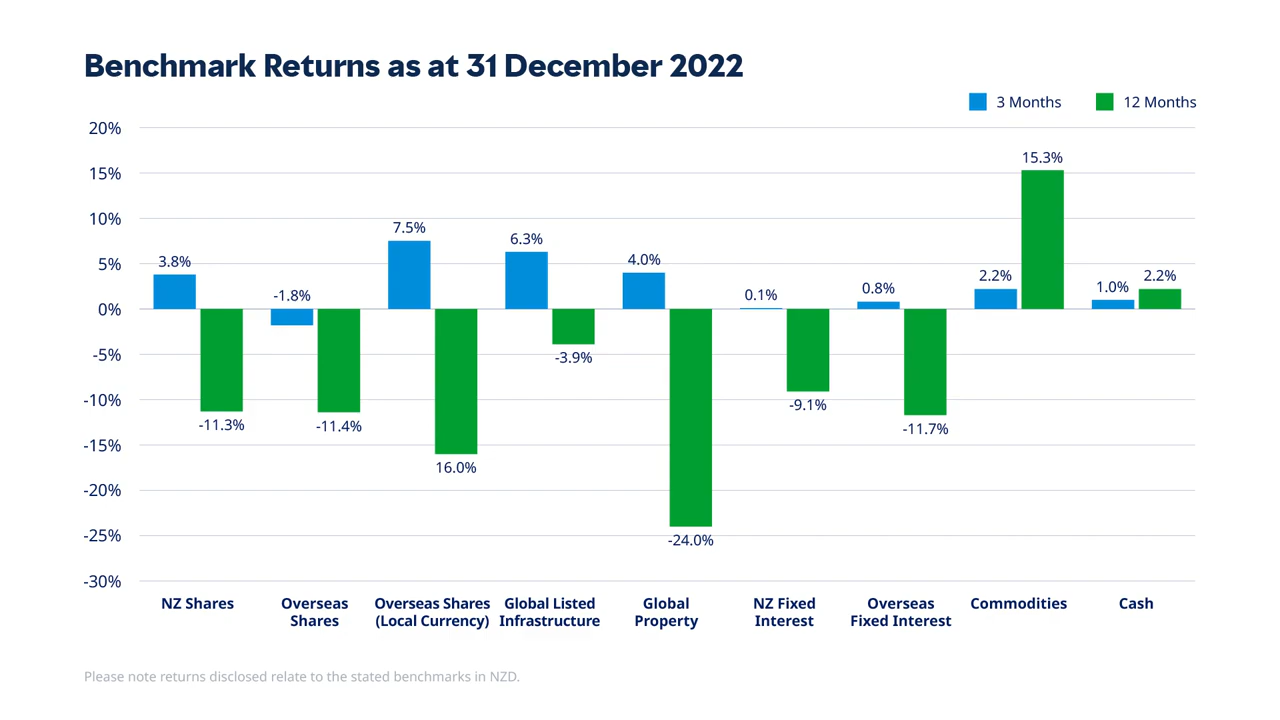 Benchmark Returns as at 31 December 2022
3 Months
12 Months
20%
15%
10%
5%
0%
-5%
-10%
-15%
-20%
-25%
-30%
3.8%
-11.3%
-1.8%
-11.4%
7.5%
16.0%
6.3%
-3.9%
4.0%
-24.0%
0.1%
-9.1%
0.8%
-11.7%
2.2%
15.3%
1.0%
2.2%
NZ Shares
Overseas
Shares
Overseas Shares
(Local Currency)
Global Listed
Infrastructure
Global
Property
NZ Fixed
Interest
Overseas
Fixed Interest
Commodities
Cash
Please note returns disclosed relate to the stated benchmarks in NZD.